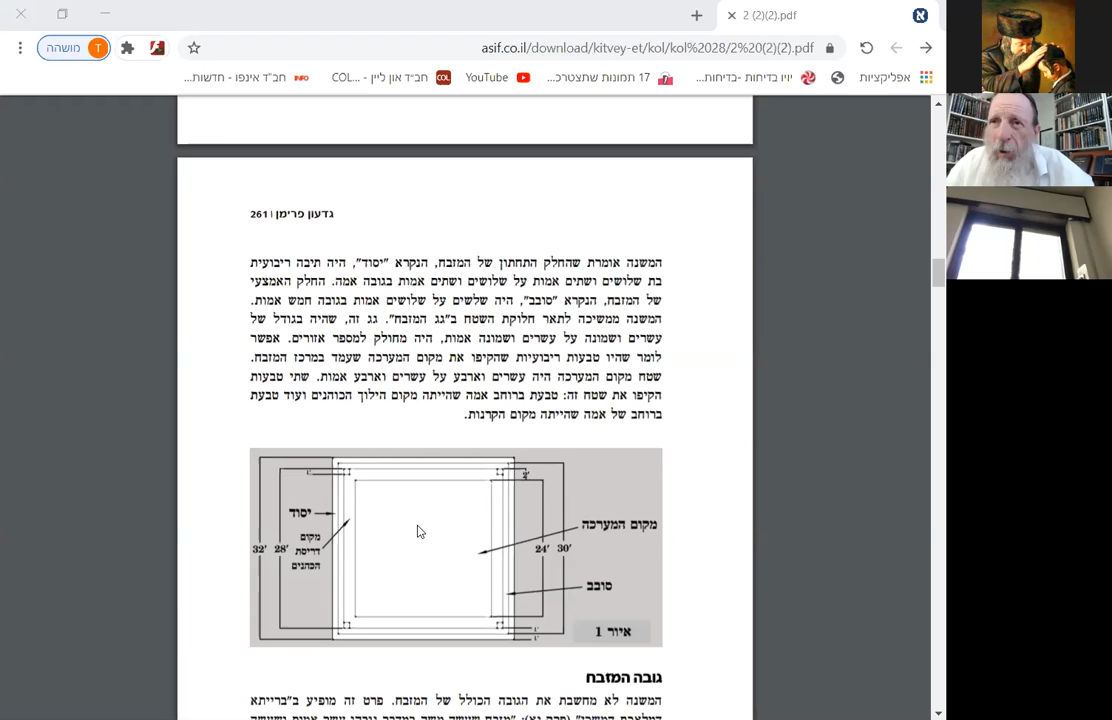 2 (2)(2).pdf
מושהה
T
asif.co.il/download/kitvey-et/kol/kol%2028/2%20(2)(2).pdf
אפליקציות
יויו בדיחות -בדיחות...
17 תמונות שתצטרכ...
YouTube
חב״ד און ליין - COL...
COL
חב״ד אינפו - חדשות...
INFO
גדעון פרימן | 261
המשנה אומרת שהחלק התחתון של המזבח, הנקרא "יסוד", היה תיבה ריבועית
בת שלושים ושתים אמות על שלושים ושתים אמות בגובה אמה. החלק האמצעי
של המזבח, הנקרא "סובב", היה שלשים על שלושים אמות בגובה חמש אמות.
המשנה ממשיכה לתאר חלוקת השטח ב"גג המזבח". גג זה, שהיה בגודל של
עשרים ושמונה על עשרים ושמונה אמות, היה מחולק למספר אזורים. אפשר
לומר שהיו טבעות ריבועיות שהקיפו את מקום המערכה שעמד במרכז המזבח.
שטח מקום המערכה היה עשרים וארבע על עשרים וארבע אמות. שתי טבעות
הקיפו את שטח זה: טבעת ברוחב אמה שהייתה מקום הילוך הכוהנים ועוד טבעת
ברוחב של אמה שהייתה מקום הקרנות.
1'
2'
יסוד
מקום
דריסת
הכהנים
32'
28'
24'
30'
מקום המערכה
סובב
1'
1'
איור 1
גובה המזבח
המשנה לא מחשבת את הגובה הכולל של המזבח. פרט זה מופיע ב"ברייתא